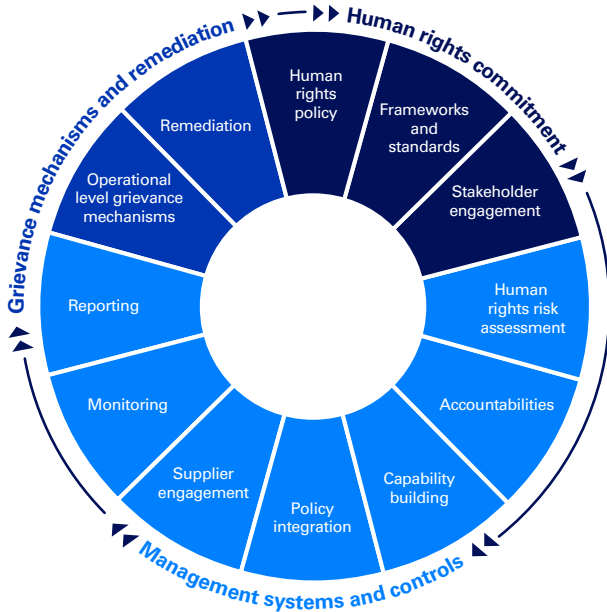 Human rights commitment
Human
rights
policy
Frameworks
and
standards
Stakeholder
engagement
Human
rights risk
assessment
Accountabilities
Capability
building
Policy
integration
Supplier
engagement
Monitoring
Reporting
Operational
level grievance
mechanisms
Remediation
Management systems and controls
Grievance mechanisms and remediation